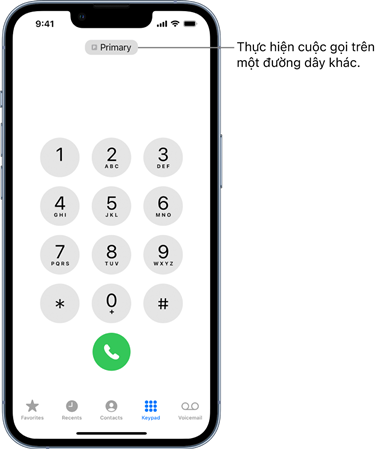 9:41
Primary
Thực hiện cuộc gọi trên
một đường dây khác.
1
2
ABC
3
DEF
4
GHI
5
JKL
6
MNO
7
PQRS
8
TUV
9
WXYZ
*
0
+
#
Favorites
Recents
Contacts
Keypad
Voicemail